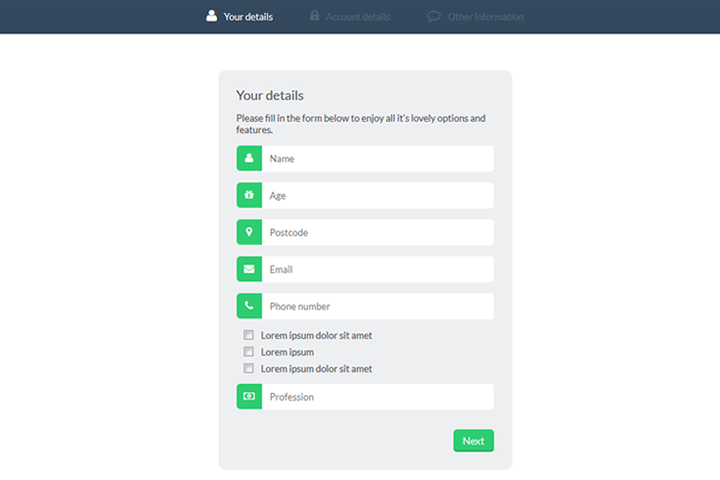 Your details
Account details
Other information
Your details
Please fill in the form below to enjoy all it's lovely options and
features.
Name
Age
Postcode
Email
Phone number
Lorem ipsum dolor sit amet
Lorem ipsum
Lorem ipsum dolor sit amet
Profession
Next